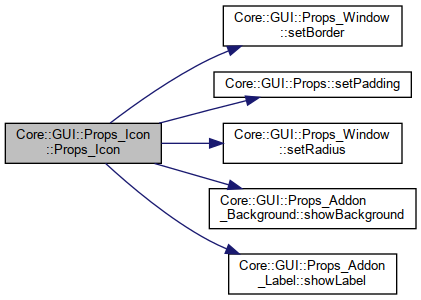 Core::GUI::Props_Window
::setBorder
Core::GUI::Props::setPadding
Core::GUI::Props_Icon
::Props_Icon
Core::GUI::Props_Window
::setRadius
Core::GUI::Props_Addon
_Background::showBackground
Core::GUI::Props_Addon
_Label::showLabel